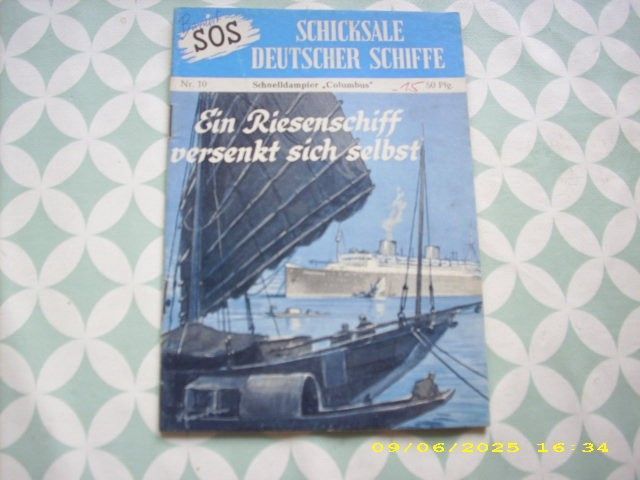 SOS
SCHICKSALE
DEUTSCHER SCHIFFE
Nr. 10 Schnelldampfer „Columbus" 15 50 Pfg.
Ein Riesenschiff
versenkt sich selbst
09/06/2025 16:34